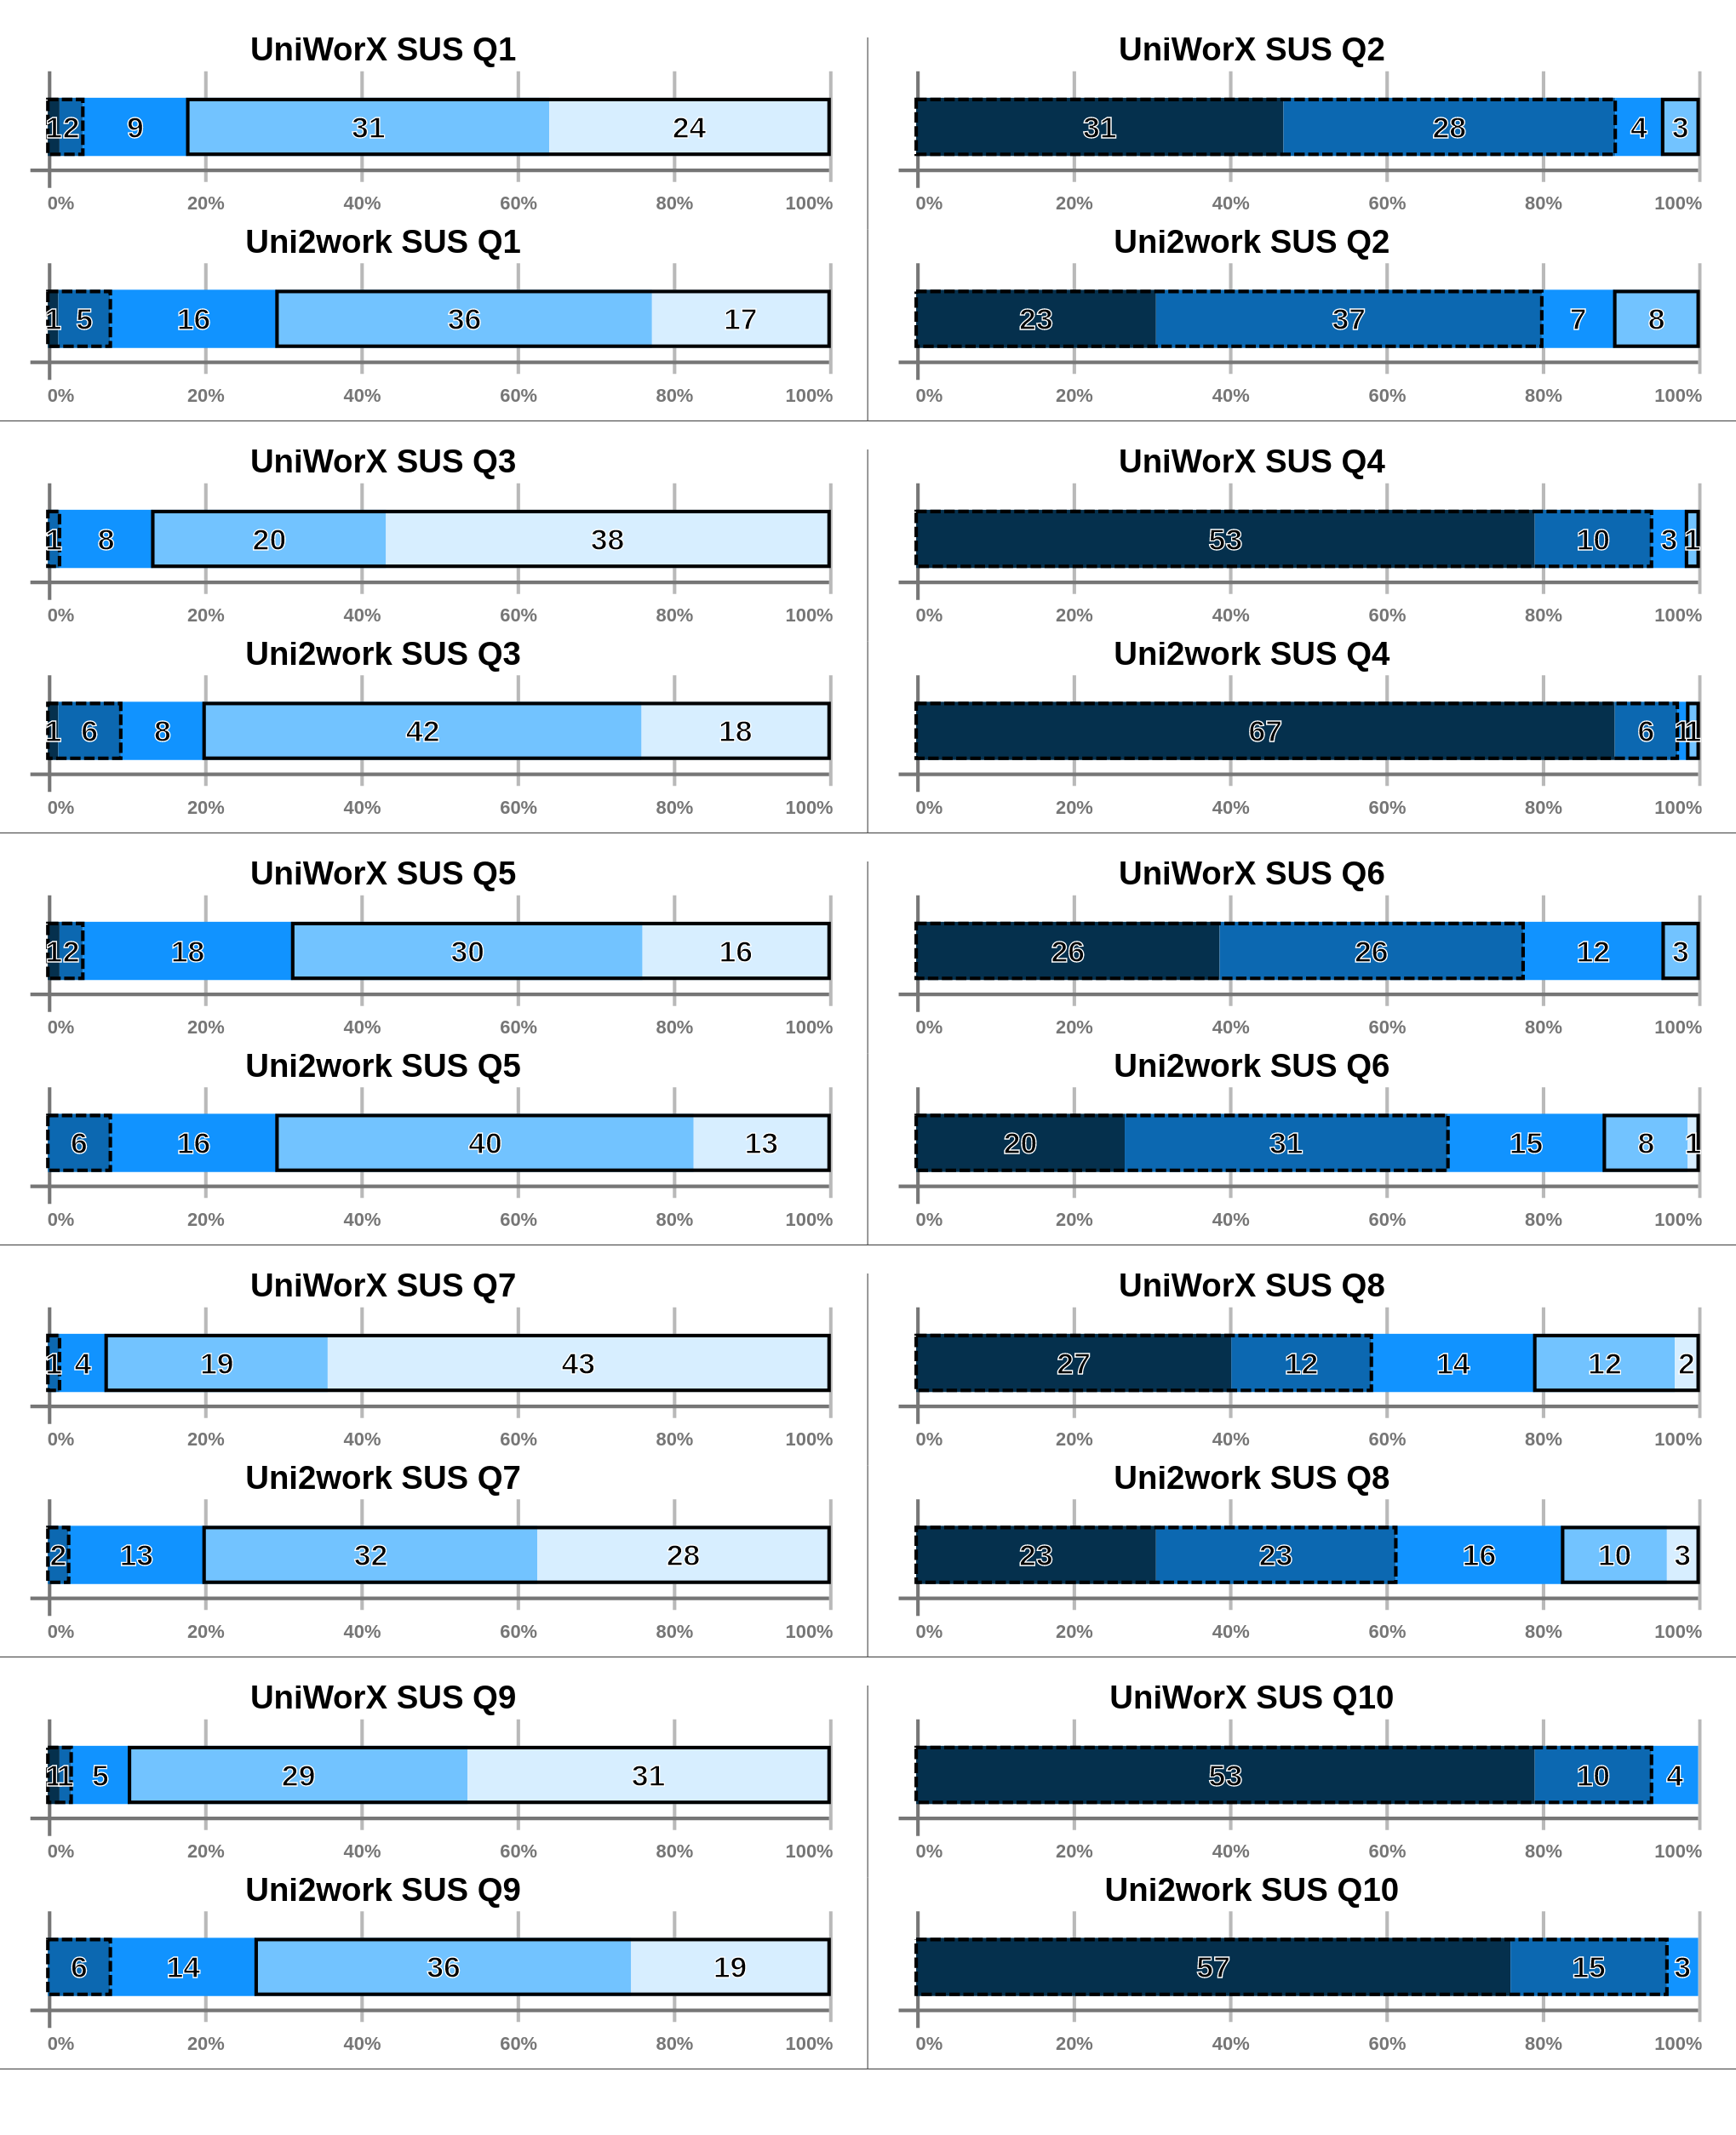 UniWorX SUS Q1
1 2 9 31 24
0% 20% 40% 60% 80% 100%
Uni2work SUS Q1
1 5 16 36 17
0% 20% 40% 60% 80% 100%
UniWorX SUS Q2
31 28 4 3
0% 20% 40% 60% 80% 100%
Uni2work SUS Q2
23 37 7 8
0% 20% 40% 60% 80% 100%
UniWorX SUS Q3
1 8 20 38
0% 20% 40% 60% 80% 100%
Uni2work SUS Q3
1 6 8 42 18
0% 20% 40% 60% 80% 100%
UniWorX SUS Q4
53 10 3 1
0% 20% 40% 60% 80% 100%
Uni2work SUS Q4
67 6 1 1
0% 20% 40% 60% 80% 100%
UniWorX SUS Q5
1 2 18 30 16
0% 20% 40% 60% 80% 100%
Uni2work SUS Q5
6 16 40 13
0% 20% 40% 60% 80% 100%
UniWorX SUS Q6
26 26 12 3
0% 20% 40% 60% 80% 100%
Uni2work SUS Q6
20 31 15 8 1
0% 20% 40% 60% 80% 100%
UniWorX SUS Q7
1 4 19 43
0% 20% 40% 60% 80% 100%
Uni2work SUS Q7
2 13 32 28
0% 20% 40% 60% 80% 100%
UniWorX SUS Q8
27 12 14 12 2
0% 20% 40% 60% 80% 100%
Uni2work SUS Q8
23 23 16 10 3
0% 20% 40% 60% 80% 100%
UniWorX SUS Q9
1 1 5 29 31
0% 20% 40% 60% 80% 100%
Uni2work SUS Q9
6 14 36 19
0% 20% 40% 60% 80% 100%
UniWorX SUS Q10
53 10 4
0% 20% 40% 60% 80% 100%
Uni2work SUS Q10
57 15 3
0% 20% 40% 60% 80% 100%